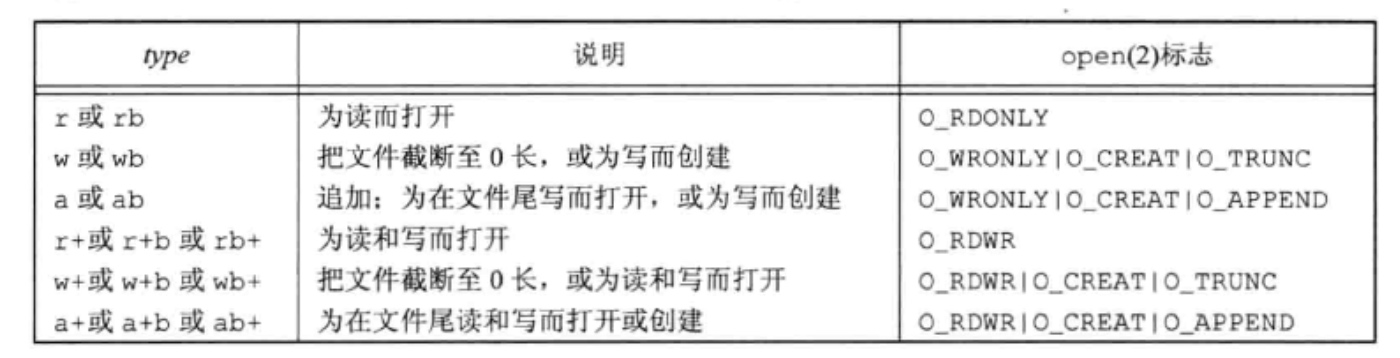 type 说明 open(2)标志
r 或 rb 为读而打开 O_RDONLY
w 或 wb 把文件截断至 0 长，或为写而创建 O_WRONLY|O_CREAT|O_TRUNC
a 或 ab 追加；为在文件尾写而打开，或为写而创建 O_WRONLY|O_CREAT|O_APPEND
r+或 r+b 或 rb+ 为读和写而打开 O_RDWR
w+或 w+b 或 wb+ 把文件截断至 0 长，或为读和写而打开 O_RDWR|O_CREAT|O_TRUNC
a+或 a+b 或 ab+ 为在文件尾读和写而打开或创建 O_RDWR|O_CREAT|O_APPEND